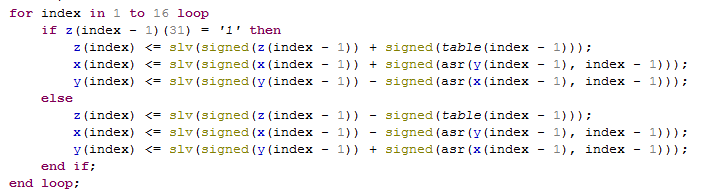 for index in 1 to 16 loop
if z(index - 1)(31) = '1' then
z(index) <= slv(signed(z(index - 1)) + signed(table(index - 1)));
x(index) <= slv(signed(x(index - 1)) + signed(asr(y(index - 1), index - 1)));
y(index) <= slv(signed(y(index - 1)) - signed(asr(x(index - 1), index - 1)));
else
z(index) <= slv(signed(z(index - 1)) - signed(table(index - 1)));
x(index) <= slv(signed(x(index - 1)) - signed(asr(y(index - 1), index - 1)));
y(index) <= slv(signed(y(index - 1)) + signed(asr(x(index - 1), index - 1)));
end if;
end loop;